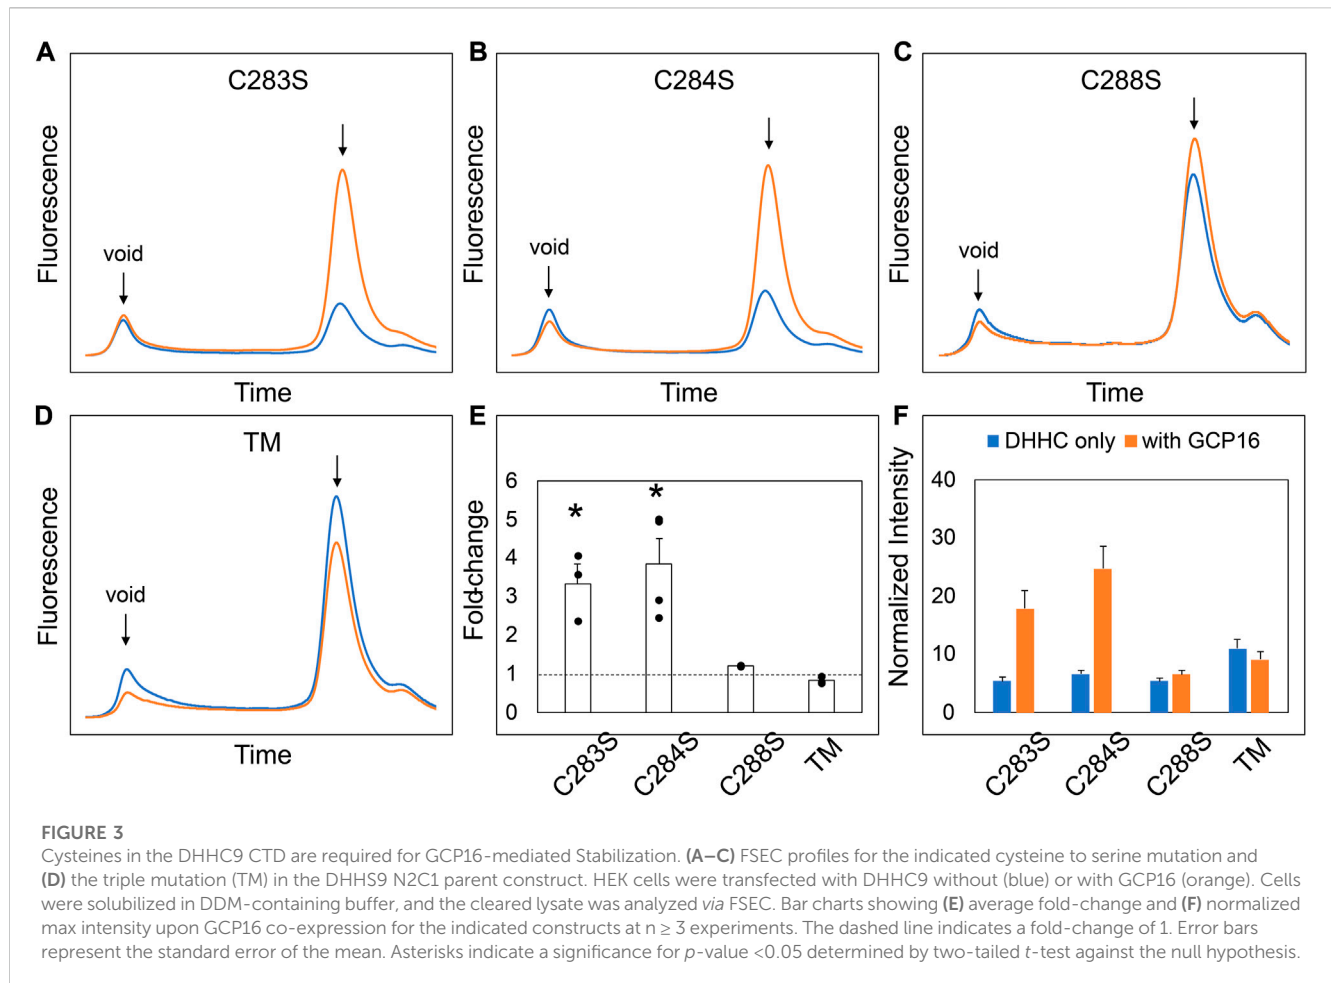 A
C283S
Fluorescence
void
Time
B
C284S
Fluorescence
void
Time
C
C288S
Fluorescence
void
Time
D
TM
Fluorescence
void
Time
E
Fold-change
6
5
4
3
2
1
0
*
*
C283S
C284S
C288S
TM
F
DHHC only with GCP16
Normalized Intensity
40
30
20
10
0
C283S
C284S
C288S
TM
FIGURE 3
Cysteines in the DHHC9 CTD are required for GCP16-mediated Stabilization. (A–C) FSEC profiles for the indicated cysteine to serine mutation and
(D) the triple mutation (TM) in the DHHS9 N2C1 parent construct. HEK cells were transfected with DHHC9 without (blue) or with GCP16 (orange). Cells
were solubilized in DDM-containing buffer, and the cleared lysate was analyzed via FSEC. Bar charts showing (E) average fold-change and (F) normalized
max intensity upon GCP16 co-expression for the indicated constructs at n ≥ 3 experiments. The dashed line indicates a fold-change of 1. Error bars
represent the standard error of the mean. Asterisks indicate a significance for p-value <0.05 determined by two-tailed t-test against the null hypothesis.